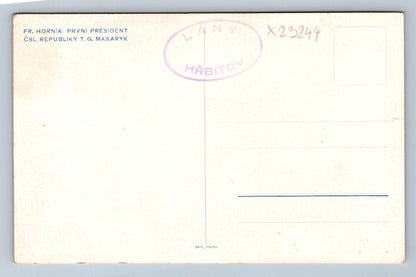 FR. HORNÍK: PRVNÍ PRESIDENT
ČSL. REPUBLIKY T. G. MASARYK
LÁNY
HŘBITOV
X23244